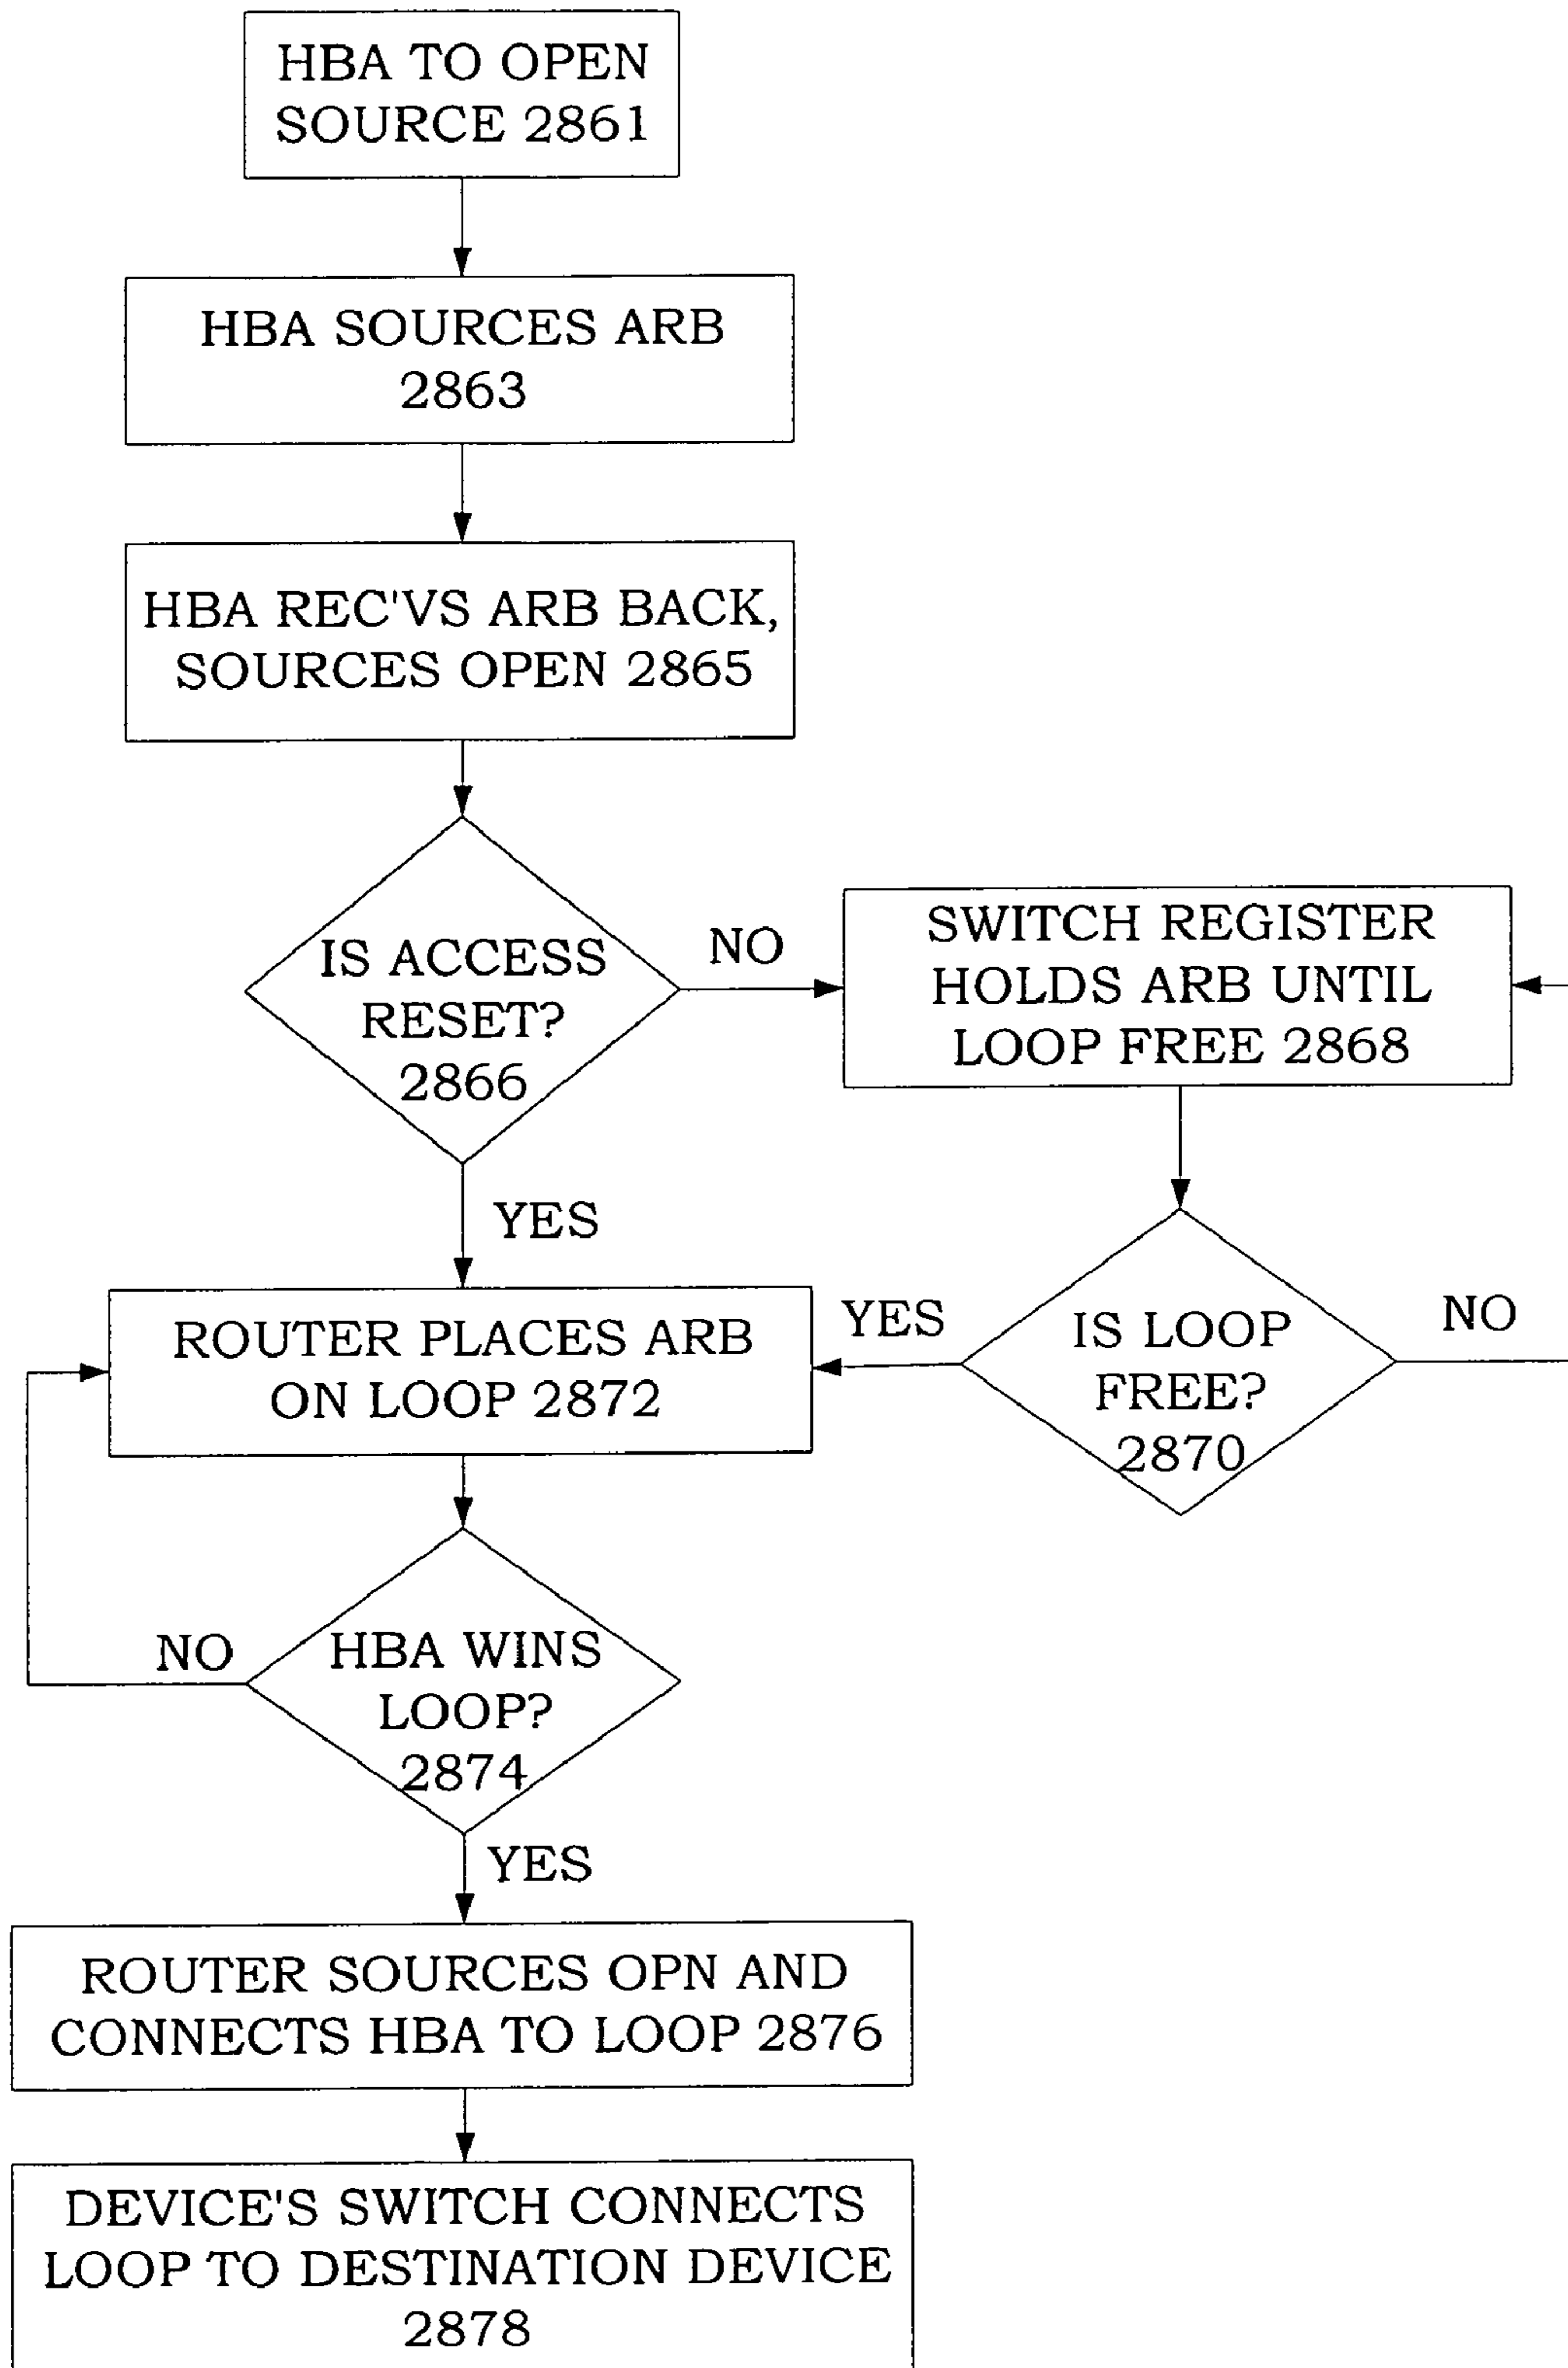 HBA TO OPEN
SOURCE 2861
HBA SOURCES ARB
2863
HBA REC'VS ARB BACK,
SOURCES OPEN 2865
IS ACCESS
RESET?
2866
NO
SWITCH REGISTER
HOLDS ARB UNTIL
LOOP FREE 2868
YES
ROUTER PLACES ARB
ON LOOP 2872
YES
IS LOOP
FREE?
2870
NO
NO
HBA WINS
LOOP?
2874
YES
ROUTER SOURCES OPN AND
CONNECTS HBA TO LOOP 2876
DEVICE'S SWITCH CONNECTS
LOOP TO DESTINATION DEVICE
2878